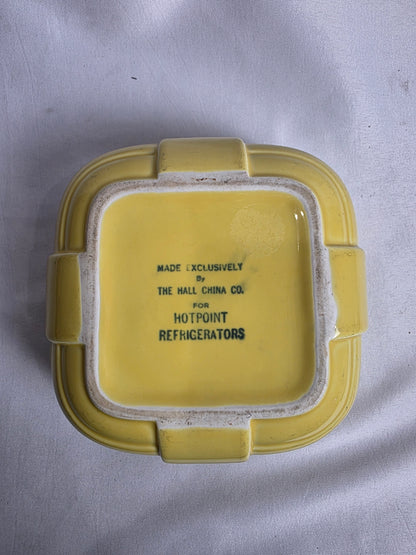 MADE EXCLUSIVELY
By
THE HALL CHINA CO.
FOR
HOTPOINT
REFRIGERATORS